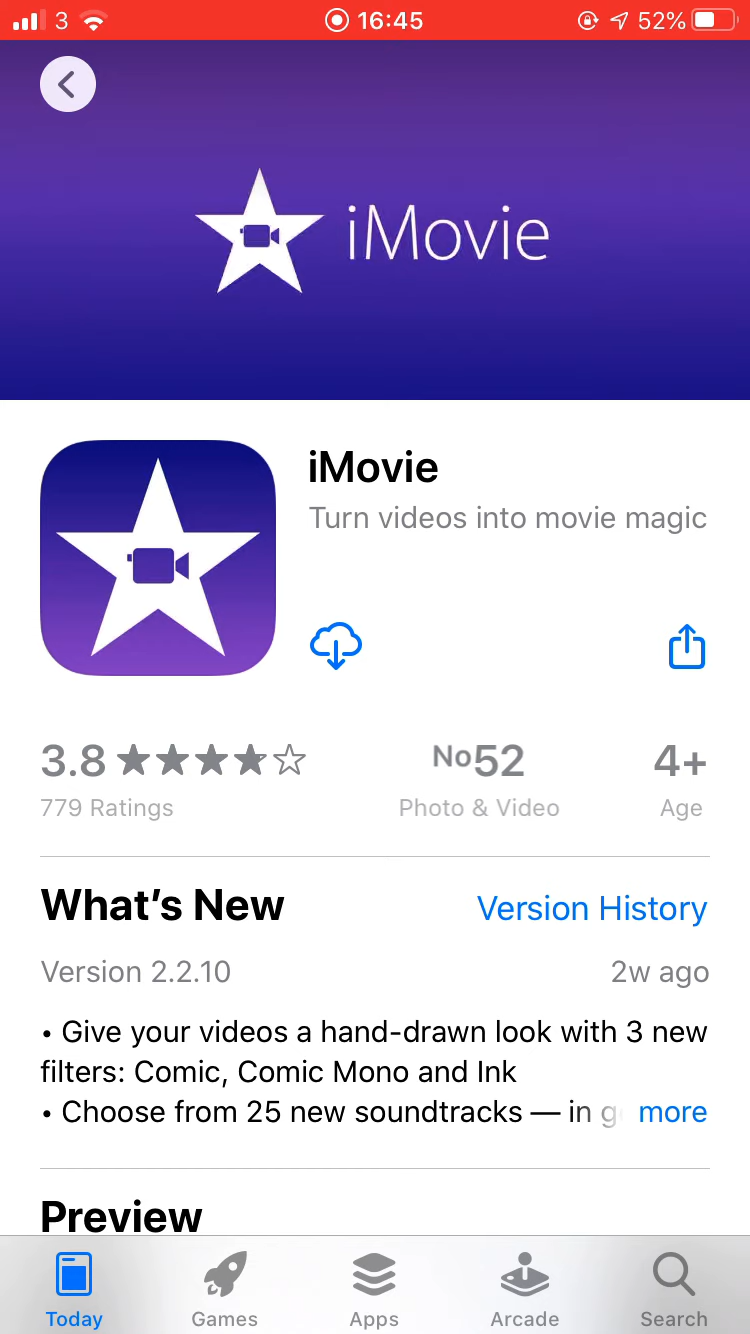 3 16:45 52%
iMovie
iMovie
Turn videos into movie magic
3.8 No52 4+
779 Ratings Photo & Video Age
What's New Version History
Version 2.2.10 2w ago
• Give your videos a hand-drawn look with 3 new
filters: Comic, Comic Mono and Ink
• Choose from 25 new soundtracks — in more
Preview
Today Games Apps Arcade Search